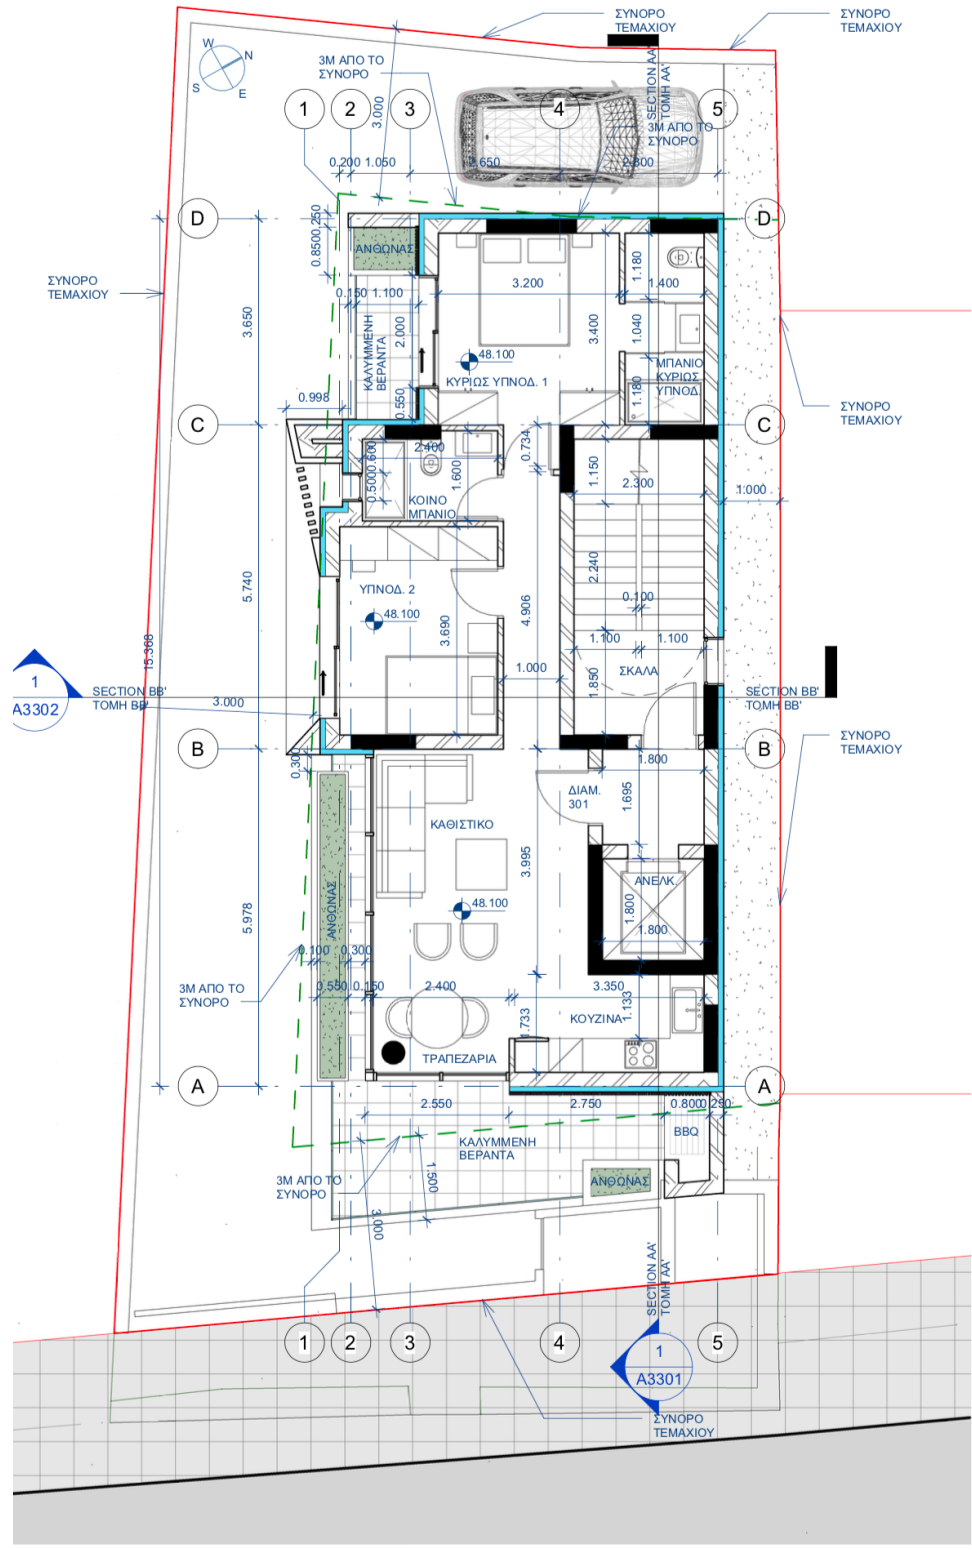 ΣΥΝΟΡΟ
ΤΕΜΑΧΙΟΥ
ΣΥΝΟΡΟ
ΤΕΜΑΧΙΟΥ
W
N
S
E
3Μ ΑΠΟ ΤΟ
ΣΥΝΟΡΟ
SECTION AA'
ΤΟΜΗ ΑΑ'
1
2
3
4
5
3.000
3Μ ΑΠΟ ΤΟ
ΣΥΝΟΡΟ
0.200 1.050
2.650
2.800
D
D
0.250
0.850
ΑΝΘΩΝΑΣ
ΣΥΝΟΡΟ
ΤΕΜΑΧΙΟΥ
1.180
3.200
1.400
0.150 1.100
3.650
2.000
3.400
1.040
ΚΑΛΥΜΜΕΝΗ
ΒΕΡΑΝΤΑ
48.100
ΚΥΡΙΩΣ ΥΠΝΟΔ. 1
ΜΠΑΝΙΟ
ΚΥΡΙΩΣ
ΥΠΝΟΔ.
1.180
0.998
0.550
ΣΥΝΟΡΟ
ΤΕΜΑΧΙΟΥ
C
C
2.400
0.734
0.600
1.600
0.500
1.150
2.300
1.000
ΚΟΙΝΟ
ΜΠΑΝΙΟ
5.740
ΥΠΝΟΔ. 2
48.100
2.240
0.100
4.906
3.690
1.100
1.100
15.368
1
A3302
SECTION BB'
ΤΟΜΗ ΒΒ'
3.000
1.000
1.850
ΣΚΑΛΑ
SECTION BB'
ΤΟΜΗ ΒΒ'
B
B
0.300
1.800
ΣΥΝΟΡΟ
ΤΕΜΑΧΙΟΥ
ΔΙΑΜ.
301
1.695
ΚΑΘΙΣΤΙΚΟ
3.995
ΑΝΕΛΚ.
5.978
ΑΝΘΩΝΑΣ
48.100
1.800
1.800
0.100
0.300
3Μ ΑΠΟ ΤΟ
ΣΥΝΟΡΟ
0.550 0.150
2.400
3.350
1.733
1.133
ΚΟΥΖΙΝΑ
ΤΡΑΠΕΖΑΡΙΑ
A
A
2.550
2.750
0.800
0.250
ΚΑΛΥΜΜΕΝΗ
ΒΕΡΑΝΤΑ
BBQ
3Μ ΑΠΟ ΤΟ
ΣΥΝΟΡΟ
1.500
ΑΝΘΩΝΑΣ
3.000
SECTION AA'
ΤΟΜΗ ΑΑ'
1
2
3
4
5
1
A3301
ΣΥΝΟΡΟ
ΤΕΜΑΧΙΟΥ